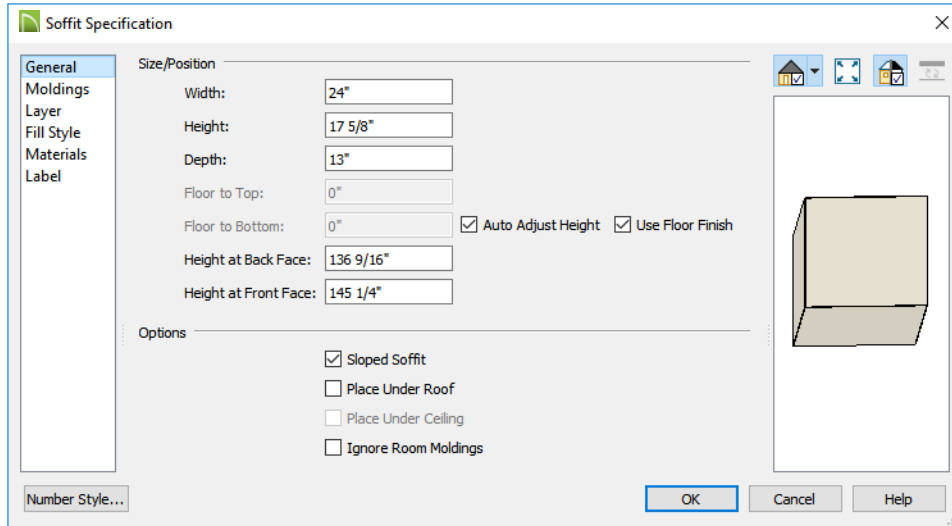 Soffit Specification
General
Moldings
Layer
Fill Style
Materials
Label
Size/Position
Width: 24"
Height: 17 5/8"
Depth: 13"
Floor to Top: 0"
Floor to Bottom: 0" Auto Adjust Height Use Floor Finish
Height at Back Face: 136 9/16"
Height at Front Face: 145 1/4"
Options
Sloped Soffit
Place Under Roof
Place Under Ceiling
Ignore Room Moldings
Number Style... OK Cancel Help